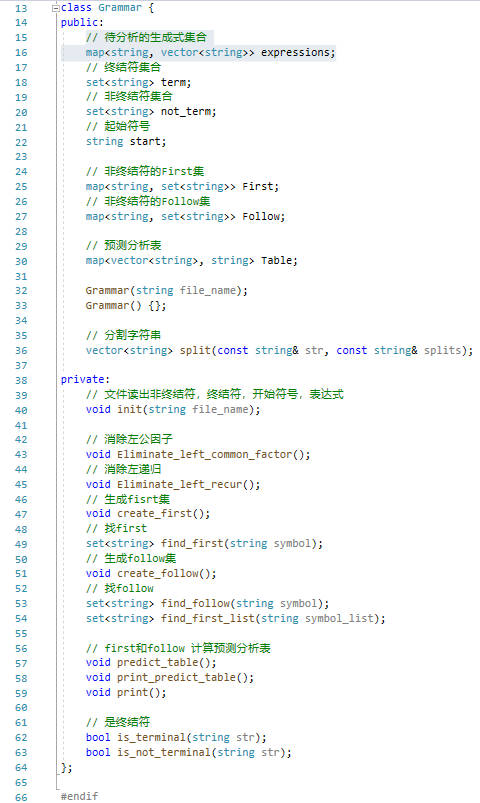 13 class Grammar {
14 public:
15 // 待分析的生成式集合
16 map<string, vector<string>> expressions;
17 // 终结符集合
18 set<string> term;
19 // 非终结符集合
20 set<string> not_term;
21 // 起始符号
22 string start;
23
24 // 非终结符的First集
25 map<string, set<string>> First;
26 // 非终结符的Follow集
27 map<string, set<string>> Follow;
28
29 // 预测分析表
30 map<vector<string>, string> Table;
31
32 Grammar(string file_name);
33 Grammar() {};
34
35 // 分割字符串
36 vector<string> split(const string& str, const string& splits);
37
38 private:
39 // 文件读出非终结符，终结符，开始符号，表达式
40 void init(string file_name);
41
42 // 消除左公因子
43 void Eliminate_left_common_factor();
44 // 消除左递归
45 void Eliminate_left_recur();
46 // 生成fisrt集
47 void create_first();
48 // 找first
49 set<string> find_first(string symbol);
50 // 生成follow集
51 void create_follow();
52 // 找follow
53 set<string> find_follow(string symbol);
54 set<string> find_first_list(string symbol_list);
55
56 // first和follow 计算预测分析表
57 void predict_table();
58 void print_predict_table();
59 void print();
60
61 // 是终结符
62 bool is_terminal(string str);
63 bool is_not_terminal(string str);
64 };
65
66 #endif